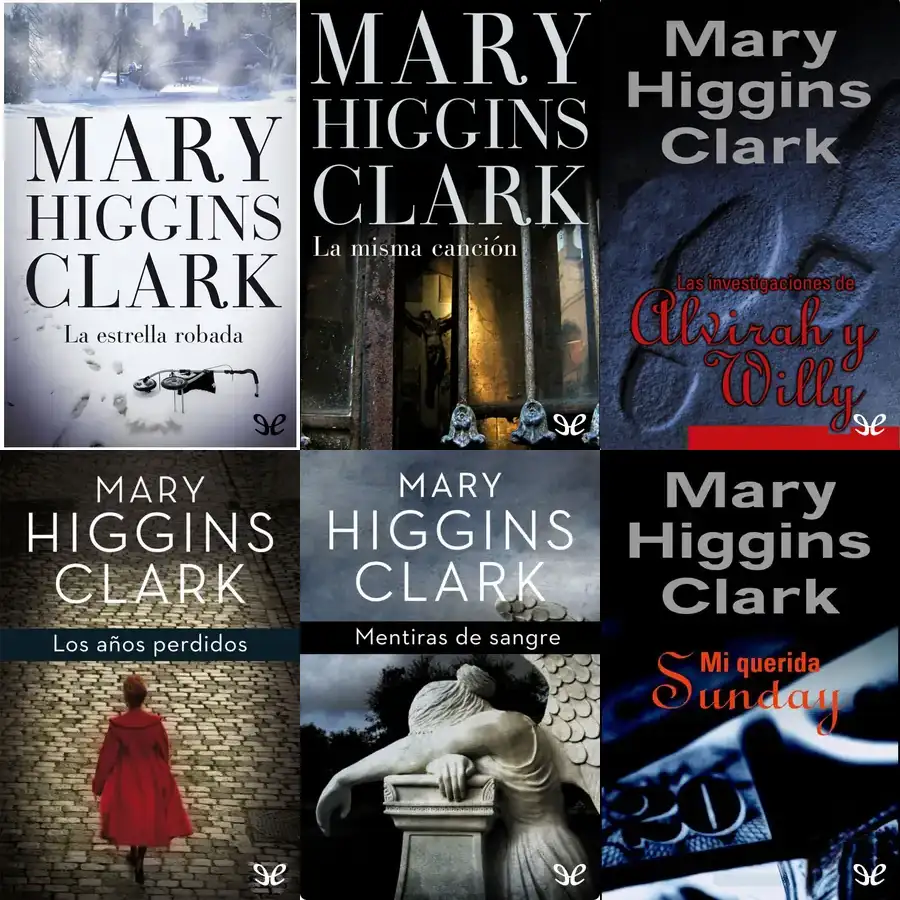 MARY
HIGGINS
CLARK
La estrella robada
MARY
HIGGINS
CLARK
La misma canción
Mary
Higgins
Clark
Las investigaciones de
Alvirah y
Willy
MARY
HIGGINS
CLARK
Los años perdidos
MARY
HIGGINS
CLARK
Mentiras de sangre
Mary
Higgins
Clark
Mi querida
Sunday
20